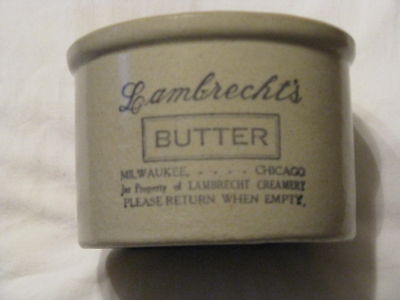 Lambrecht's
BUTTER
MILWAUKEE, . . . . CHICAGO
Jar Property of LAMBRECHT CREAMERY
PLEASE RETURN WHEN EMPTY,